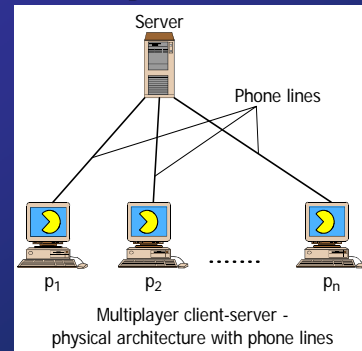 Server
Phone lines
.......
p1 p2 pn
Multiplayer client-server -
physical architecture with phone lines